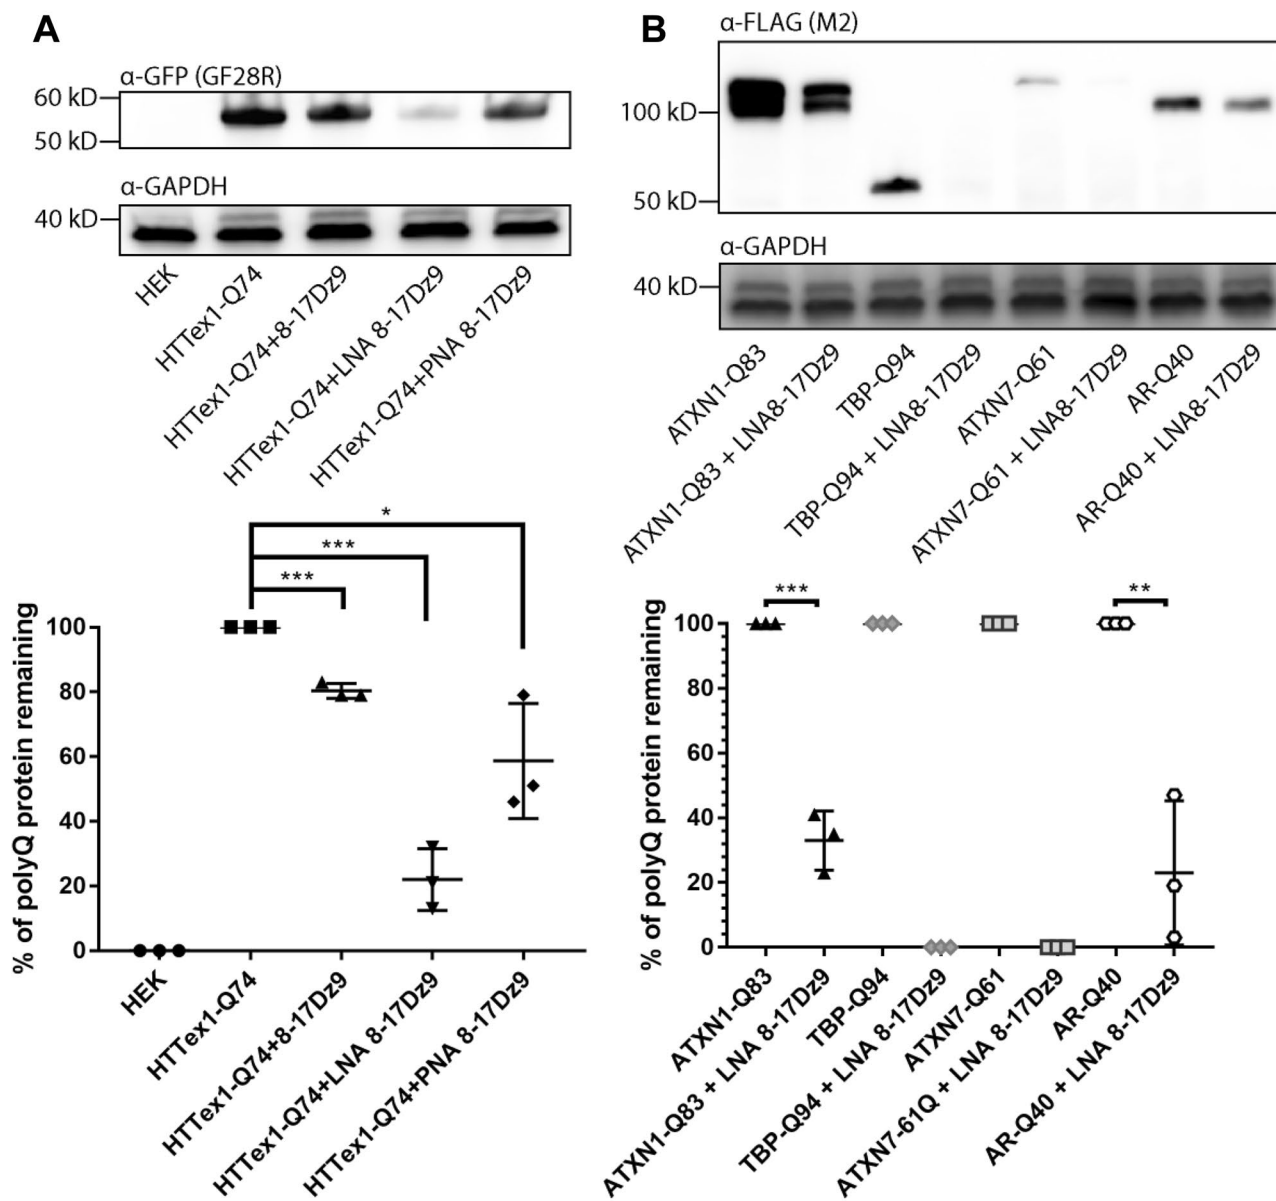 A
α-GFP (GF28R)
60 kD
50 kD
α-GAPDH
40 kD
HEK
HTTex1-Q74
HTTex1-Q74+8-17Dz9
HTTex1-Q74+LNA 8-17Dz9
HTTex1-Q74+PNA 8-17Dz9
*
***
***
% of polyQ protein remaining
100
80
60
40
20
0
HEK
HTTex1-Q74
HTTex1-Q74+8-17Dz9
HTTex1-Q74+LNA 8-17Dz9
HTTex1-Q74+PNA 8-17Dz9
B
α-FLAG (M2)
100 kD
50 kD
α-GAPDH
40 kD
ATXN1-Q83
ATXN1-Q83 + LNA8-17Dz9
TBP-Q94
TBP-Q94 + LNA8-17Dz9
ATXN7-Q61
ATXN7-Q61 + LNA8-17Dz9
AR-Q40
AR-Q40 + LNA8-17Dz9
***
**
% of polyQ protein remaining
100
80
60
40
20
0
ATXN1-Q83
ATXN1-Q83 + LNA 8-17Dz9
TBP-Q94
TBP-Q94 + LNA 8-17Dz9
ATXN7-Q61
ATXN7-61Q + LNA 8-17Dz9
AR-Q40
AR-Q40 + LNA 8-17Dz9